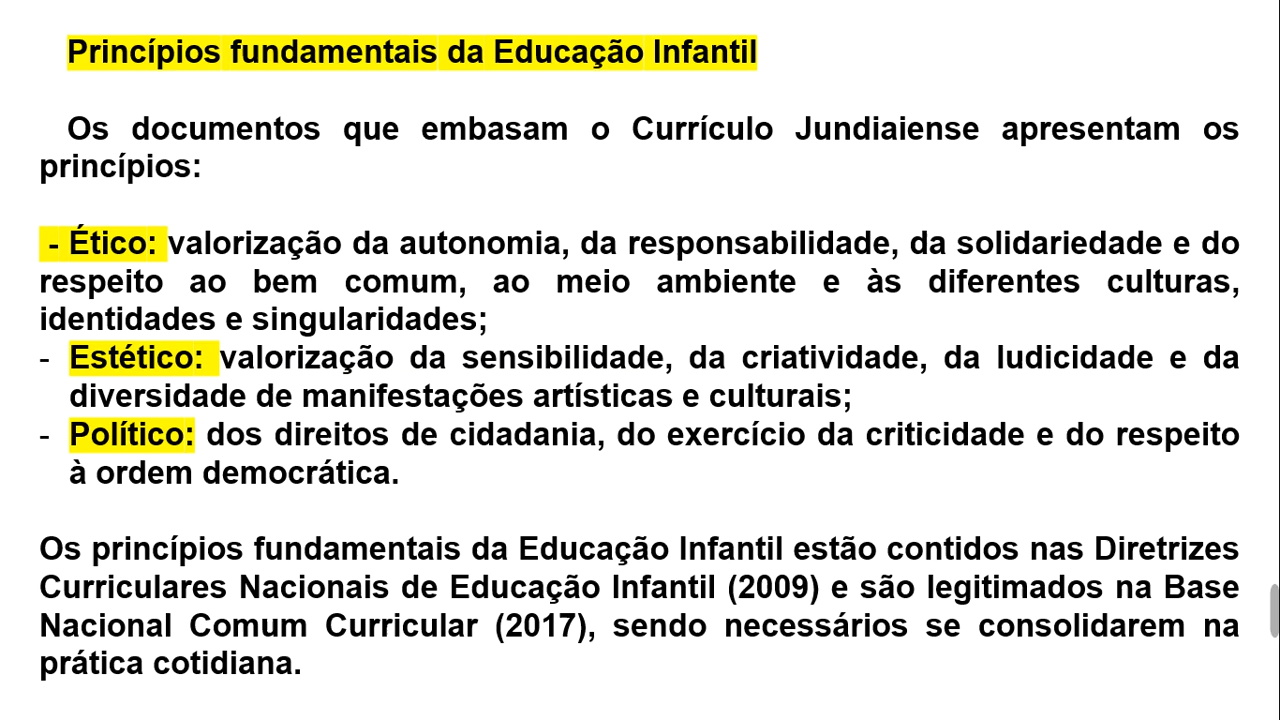 Princípios fundamentais da Educação Infantil
Os documentos que embasam o Currículo Jundiaiense apresentam os
princípios:
- Ético: valorização da autonomia, da responsabilidade, da solidariedade e do
respeito ao bem comum, ao meio ambiente e às diferentes culturas,
identidades e singularidades;
- Estético: valorização da sensibilidade, da criatividade, da ludicidade e da
diversidade de manifestações artísticas e culturais;
- Político: dos direitos de cidadania, do exercício da criticidade e do respeito
à ordem democrática.
Os princípios fundamentais da Educação Infantil estão contidos nas Diretrizes
Curriculares Nacionais de Educação Infantil (2009) e são legitimados na Base
Nacional Comum Curricular (2017), sendo necessários se consolidarem na
prática cotidiana.